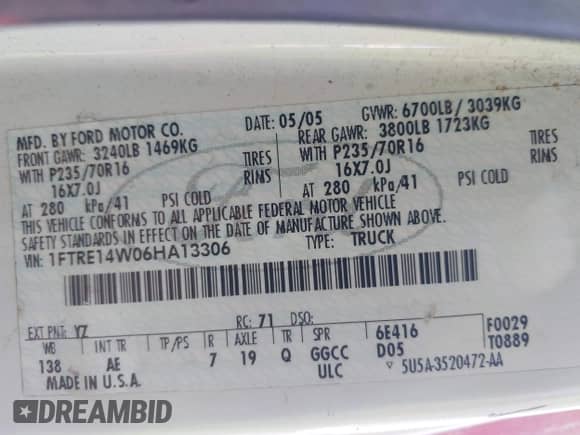 MFD. BY FORD MOTOR CO.
DATE: 05/05
GVWR: 6700LB / 3039KG
FRONT GAWR: 3240LB 1469KG
REAR GAWR: 3800LB 1723KG
WITH P235/70R16 TIRES
WITH P235/70R16 TIRES
16X7.0J RIMS
16X7.0J RINS
AT 280 kPa/41 PSI COLD
AT 280 kPa/41 PSI COLD
THIS VEHICLE CONFORMS TO ALL APPLICABLE FEDERAL MOTOR VEHICLE
SAFETY STANDARDS IN EFFECT ON THE DATE OF MANUFACTURE SHOWN ABOVE.
VIN: 1FTRE14W06HA13306
TYPE: TRUCK
EXT PNT: YZ RC: 71 DSO:
WB INT TR TP/PS R AXLE TR SPR
138 AE 7 19 Q GGCC
ULC
6E416
D05
F0029
T0889
MADE IN U.S.A.
▽ 5U5A-3520472-AA
DREAMBID